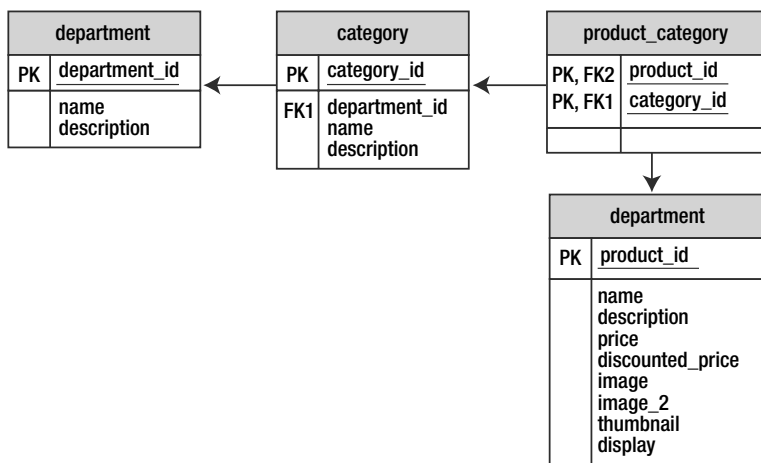 department
PK department_id
name
description
category
PK category_id
FK1 department_id
name
description
product_category
PK, FK2 product_id
PK, FK1 category_id
department
PK product_id
name
description
price
discounted_price
image
image_2
thumbnail
display